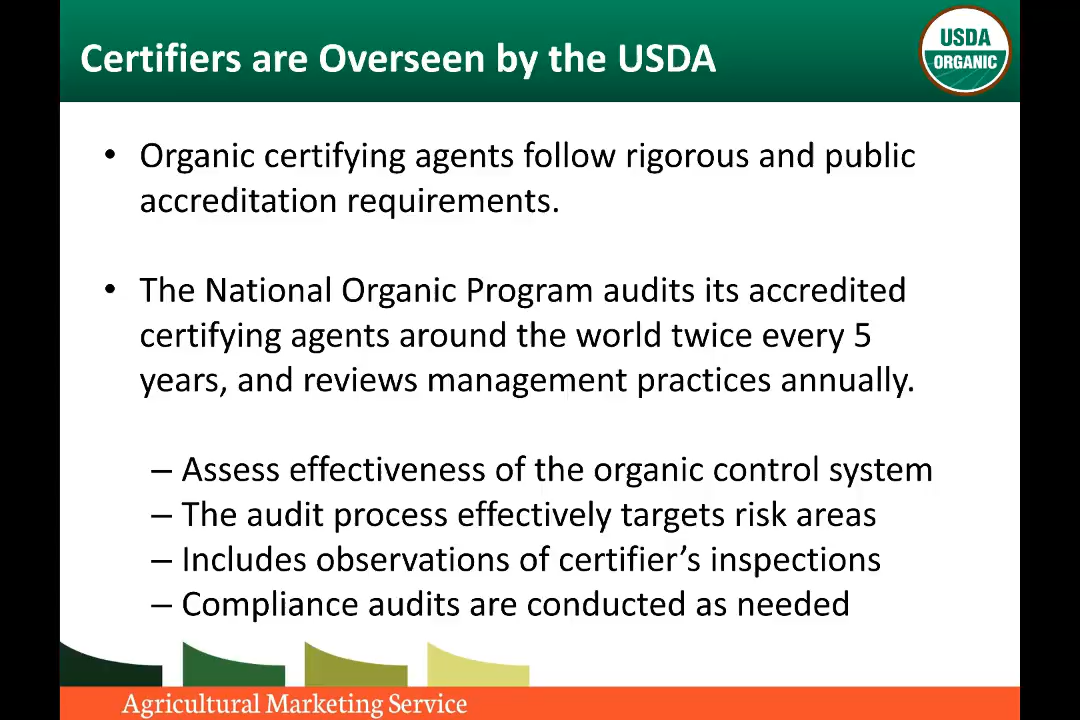 Certifiers are Overseen by the USDA
USDA
ORGANIC
• Organic certifying agents follow rigorous and public
accreditation requirements.
• The National Organic Program audits its accredited
certifying agents around the world twice every 5
years, and reviews management practices annually.
– Assess effectiveness of the organic control system
– The audit process effectively targets risk areas
– Includes observations of certifier’s inspections
– Compliance audits are conducted as needed
Agricultural Marketing Service